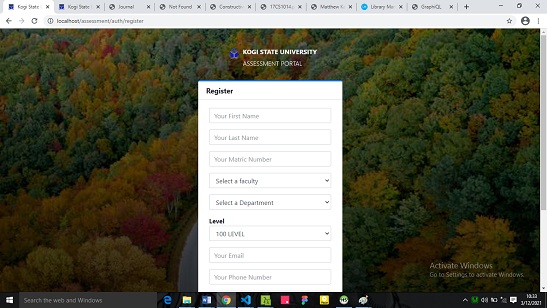 Kogi State
Kogi State
Journal
Not Found
Constructi
17CS1014.
Matthew K
Library Ma
GraphiQL
localhost/assessment/auth/register
KOGI STATE UNIVERSITY
ASSESSMENT PORTAL
Register
Your First Name
Your Last Name
Your Matric Number
Select a faculty
Select a Department
Level
100 LEVEL
Your Email
Your Phone Number
Activate Windows
Go to Settings to activate Windows.
Search the web and Windows
10:33
3/12/2021